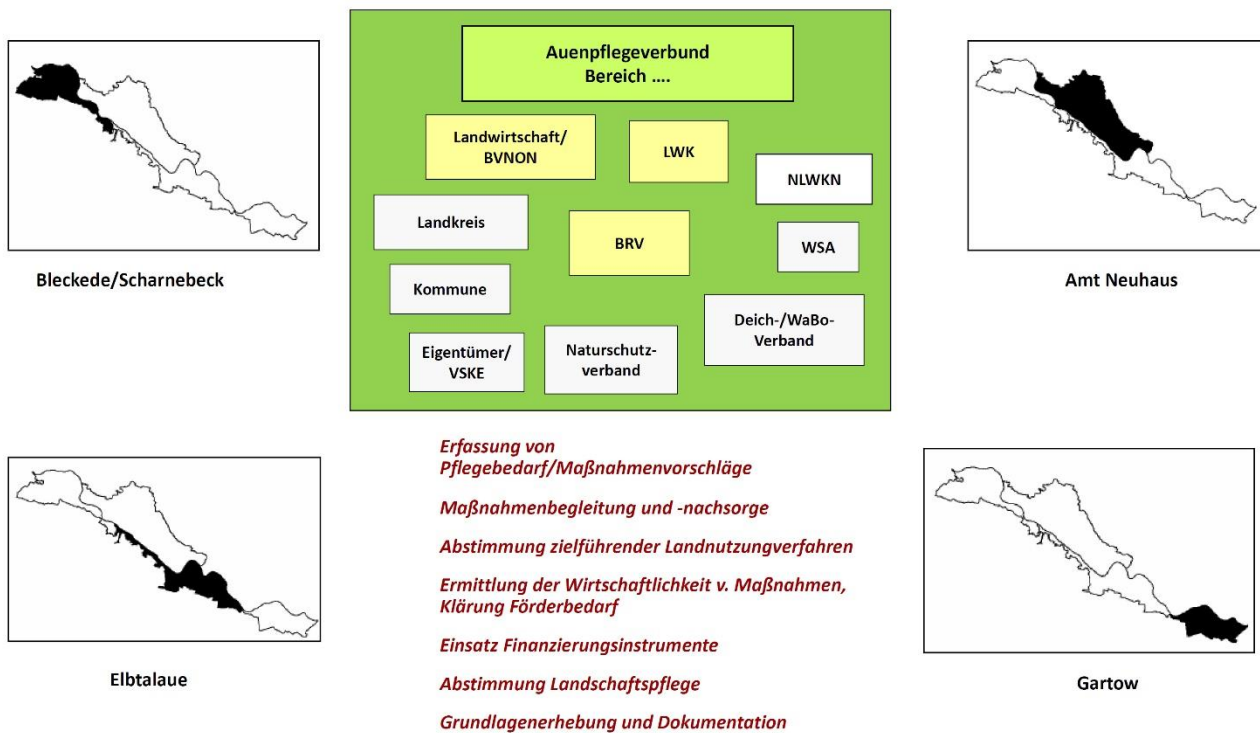 Auenpflegeverbund
Bereich ....
Landwirtschaft/
BVNON
LWK
NLWKN
Landkreis
BRV
WSA
Kommune
Deich-/WaBo-
Verband
Eigentümer/
VSKE
Naturschutz-
verband
Bleckede/Scharnebeck
Amt Neuhaus
Erfassung von
Pflegebedarf/Maßnahmenvorschläge
Maßnahmenbegleitung und -nachsorge
Abstimmung zielführender Landnutzungverfahren
Ermittlung der Wirtschaftlichkeit v. Maßnahmen,
Klärung Förderbedarf
Einsatz Finanzierungsinstrumente
Abstimmung Landschaftspflege
Grundlagenerhebung und Dokumentation
Elbtalaue
Gartow